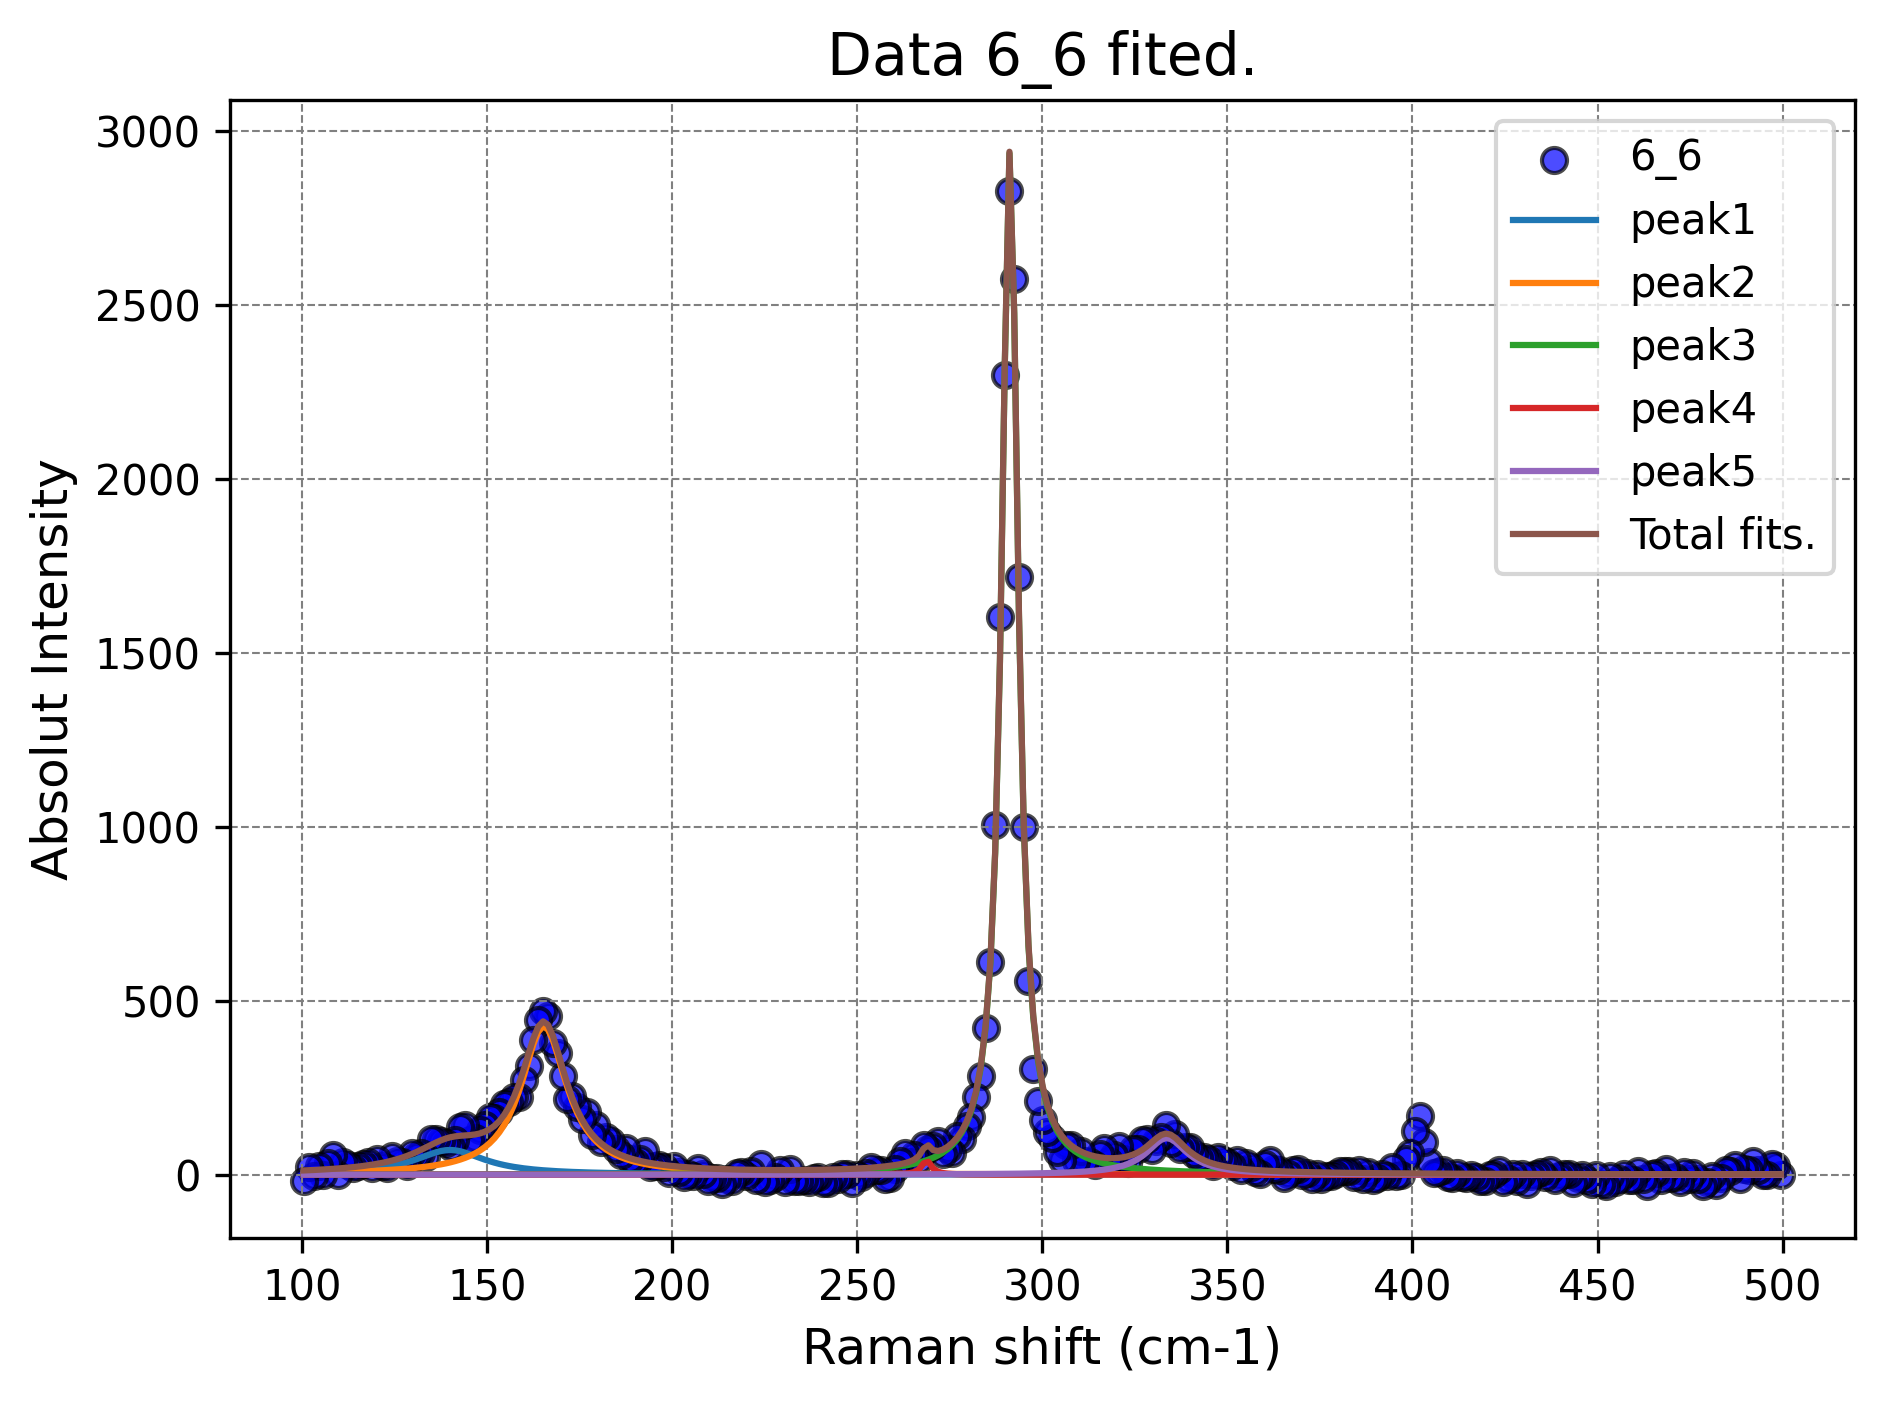 Data 6_6 fited.
3000
2500
2000
1500
1000
500
0
Absolut Intensity
6_6
peak1
peak2
peak3
peak4
peak5
Total fits.
100 150 200 250 300 350 400 450 500
Raman shift (cm-1)